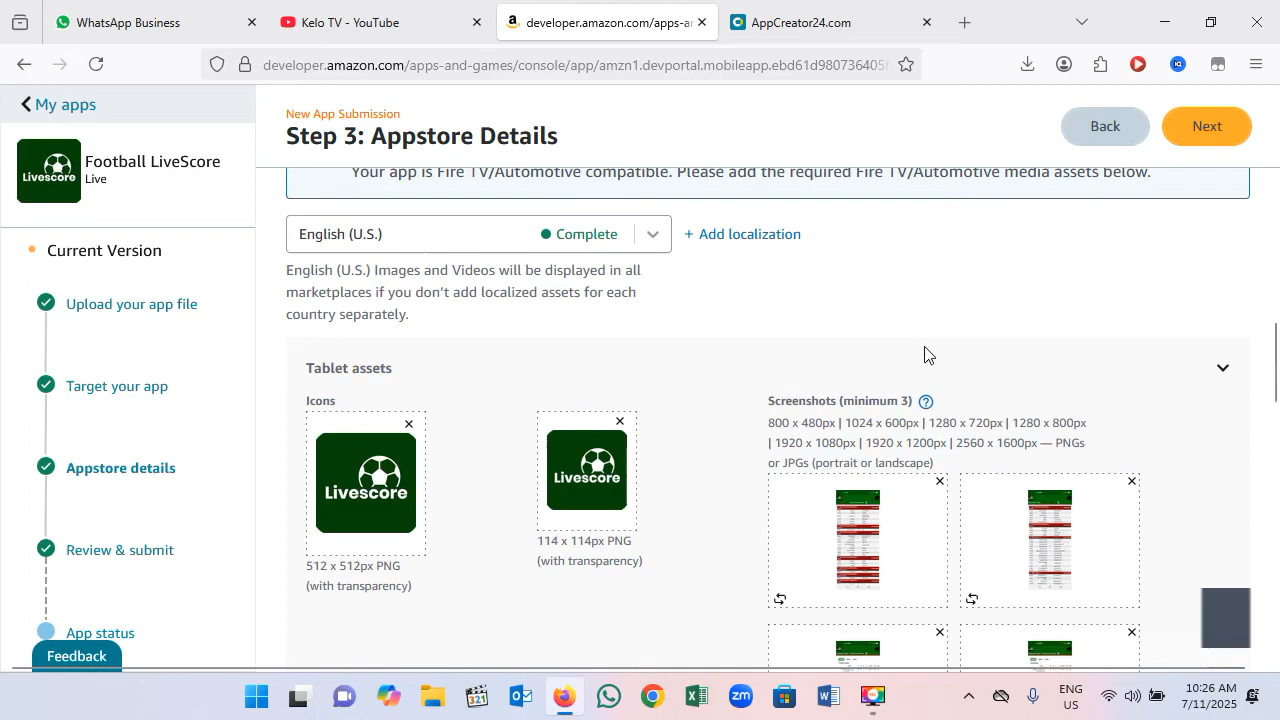 WhatsApp Business
Kelo TV - YouTube
developer.amazon.com/apps-ar
AppCreator24.com
developer.amazon.com/apps-and-games/console/app/amzn1.devportal.mobileapp.ebd61d980736405f
My apps
Livescore
Football LiveScore
Live
Current Version
Upload your app file
Target your app
Appstore details
Review & submit
App status
Feedback
New App Submission
Step 3: Appstore Details
Back
Next
Your app is Fire TV/Automotive compatible. Please add the required Fire TV/Automotive media assets below.
English (U.S.)
Complete
+ Add localization
English (U.S.) Images and Videos will be displayed in all
marketplaces if you don't add localized assets for each
country separately.
Tablet assets
Icons
Livescore
512 x 512px PNG
(with transparency)
Livescore
114 x 114px PNG
(with transparency)
Screenshots (minimum 3)
800 x 480px | 1024 x 600px | 1280 x 720px | 1280 x 800px
| 1920 x 1080px | 1920 x 1200px | 2560 x 1600px — PNGs
or JPGs (portrait or landscape)
ENG
US
10:26 AM
7/11/2025